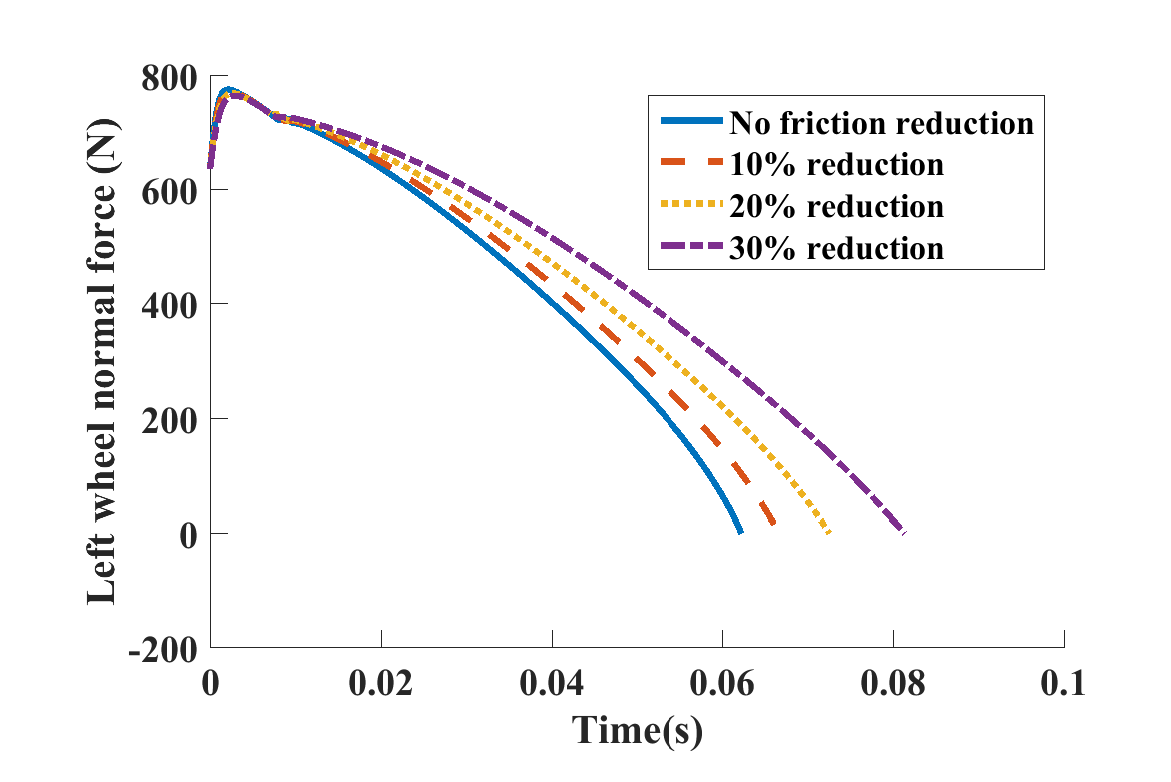 800
600
400
200
0
-200
0
0.02
0.04
0.06
0.08
0.1
Time(s)
Left wheel normal force (N)
No friction reduction
10% reduction
20% reduction
30% reduction